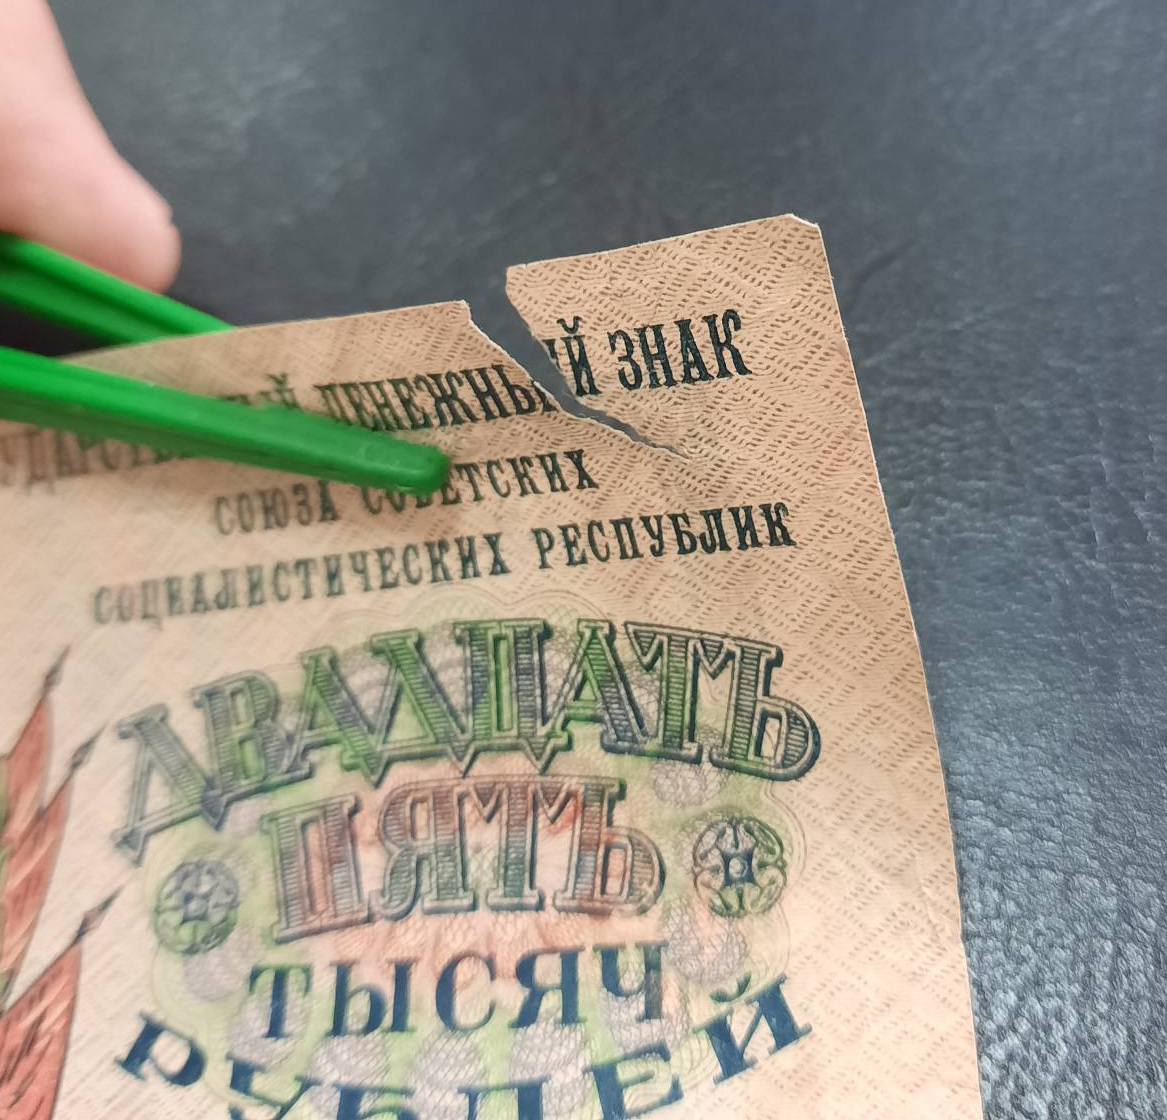 ДЕНЕЖНЫЙ ЗНАК
СОЮЗА СОВЕТСКИХ
СОЦИАЛИСТИЧЕСКИХ РЕСПУБЛИК
ДВАДЦАТЬ
ПЯТЬ
ТЫСЯЧ
РУБЛЕЙ